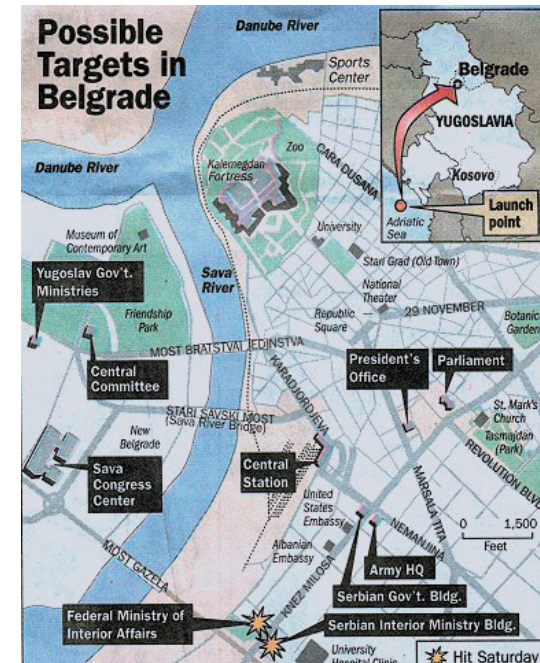 Possible
Targets in
Belgrade
Danube River
Sports
Center
Belgrade
YUGOSLAVIA
Kosovo
Adriatic
Sea
Launch
point
Danube River
Kalemegdan
Fortress
Zoo
CARA DUSANA
University
Stari Grad (Old Town)
Museum of
Contemporary Art
Yugoslav Gov't.
Ministries
Sava
River
National
Theater
Republic
Square
29 NOVEMBER
Botanic
Garden
Friendship
Park
MOST BRATSTVAI JEDINSTVA
Central
Committee
KARADJORDJEVA
President's
Office
Parliament
STARI SAVSKI MOST
(Sava River Bridge)
St. Mark's
Church
Tasmajdan
(Park)
New
Belgrade
REVOLUTION BLVD
Sava
Congress
Center
Central
Station
MARSALA TITA
United
States
Embassy
NEMANJINA
0 1,500
Feet
MOST GAZELA
Albanian
Embassy
KNEZ MILOSA
Army HQ
Serbian Gov't. Bldg.
Federal Ministry of
Interior Affairs
Serbian Interior Ministry Bldg.
University
Hospital Clinic
Hit Saturday